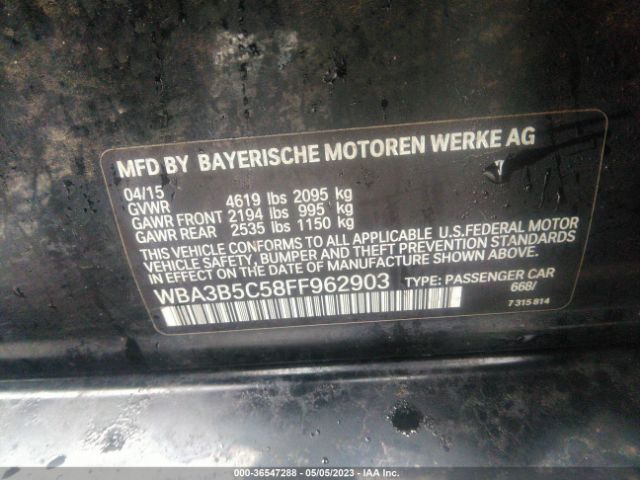 MFD BY BAYERISCHE MOTOREN WERKE AG
04/15
GVWR 4619 lbs 2095 kg
GAWR FRONT 2194 lbs 995 kg
GAWR REAR 2535 lbs 1150 kg
THIS VEHICLE CONFORMS TO ALL APPLICABLE U.S.FEDERAL MOTOR
VEHICLE SAFETY, BUMPER AND THEFT PREVENTION STANDARDS
IN EFFECT ON THE DATE OF MANUFACTURE SHOWN ABOVE.
WBA3B5C58FF962903 TYPE: PASSENGER CAR
668/
7 315 814
000-36547288 - 05/05/2023 - IAA Inc.